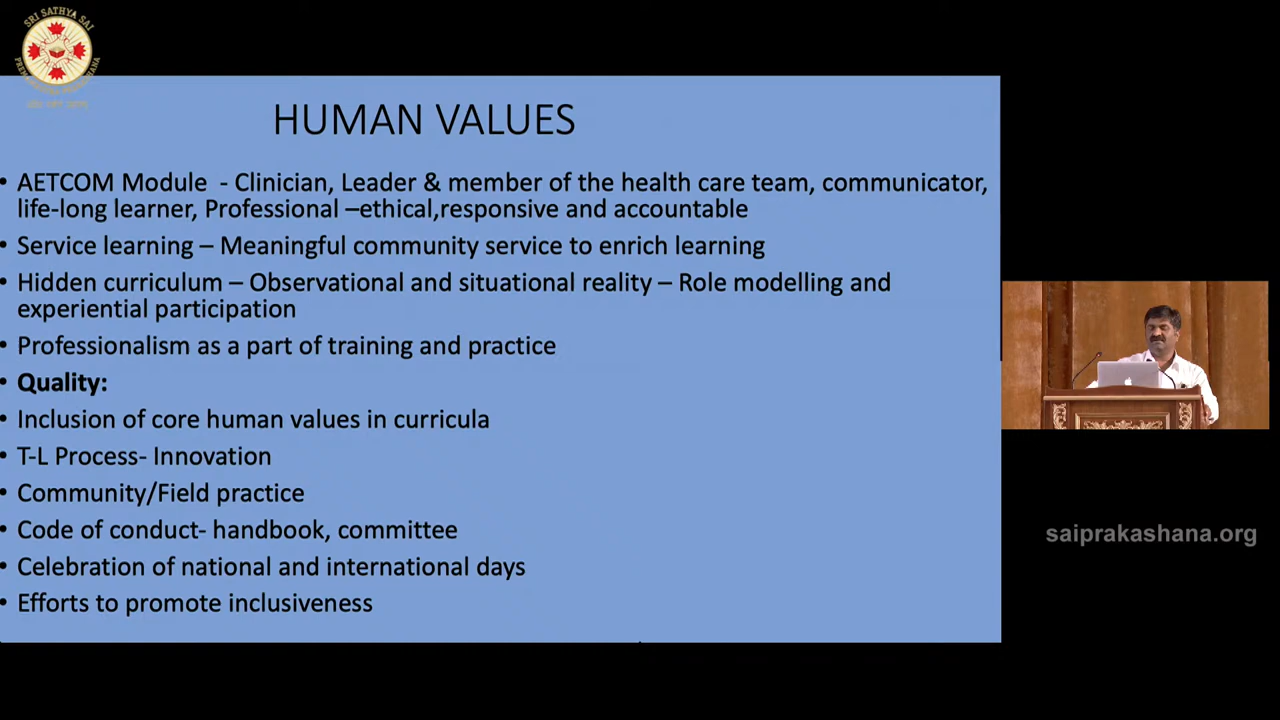 SRI SATHYA SAI
HUMAN VALUES
• AETCOM Module - Clinician, Leader & member of the health care team, communicator,
life-long learner, Professional –ethical,responsive and accountable
• Service learning – Meaningful community service to enrich learning
• Hidden curriculum – Observational and situational reality – Role modelling and
experiential participation
• Professionalism as a part of training and practice
• Quality:
• Inclusion of core human values in curricula
• T-L Process- Innovation
• Community/Field practice
• Code of conduct- handbook, committee
• Celebration of national and international days
• Efforts to promote inclusiveness
saiprakashana.org